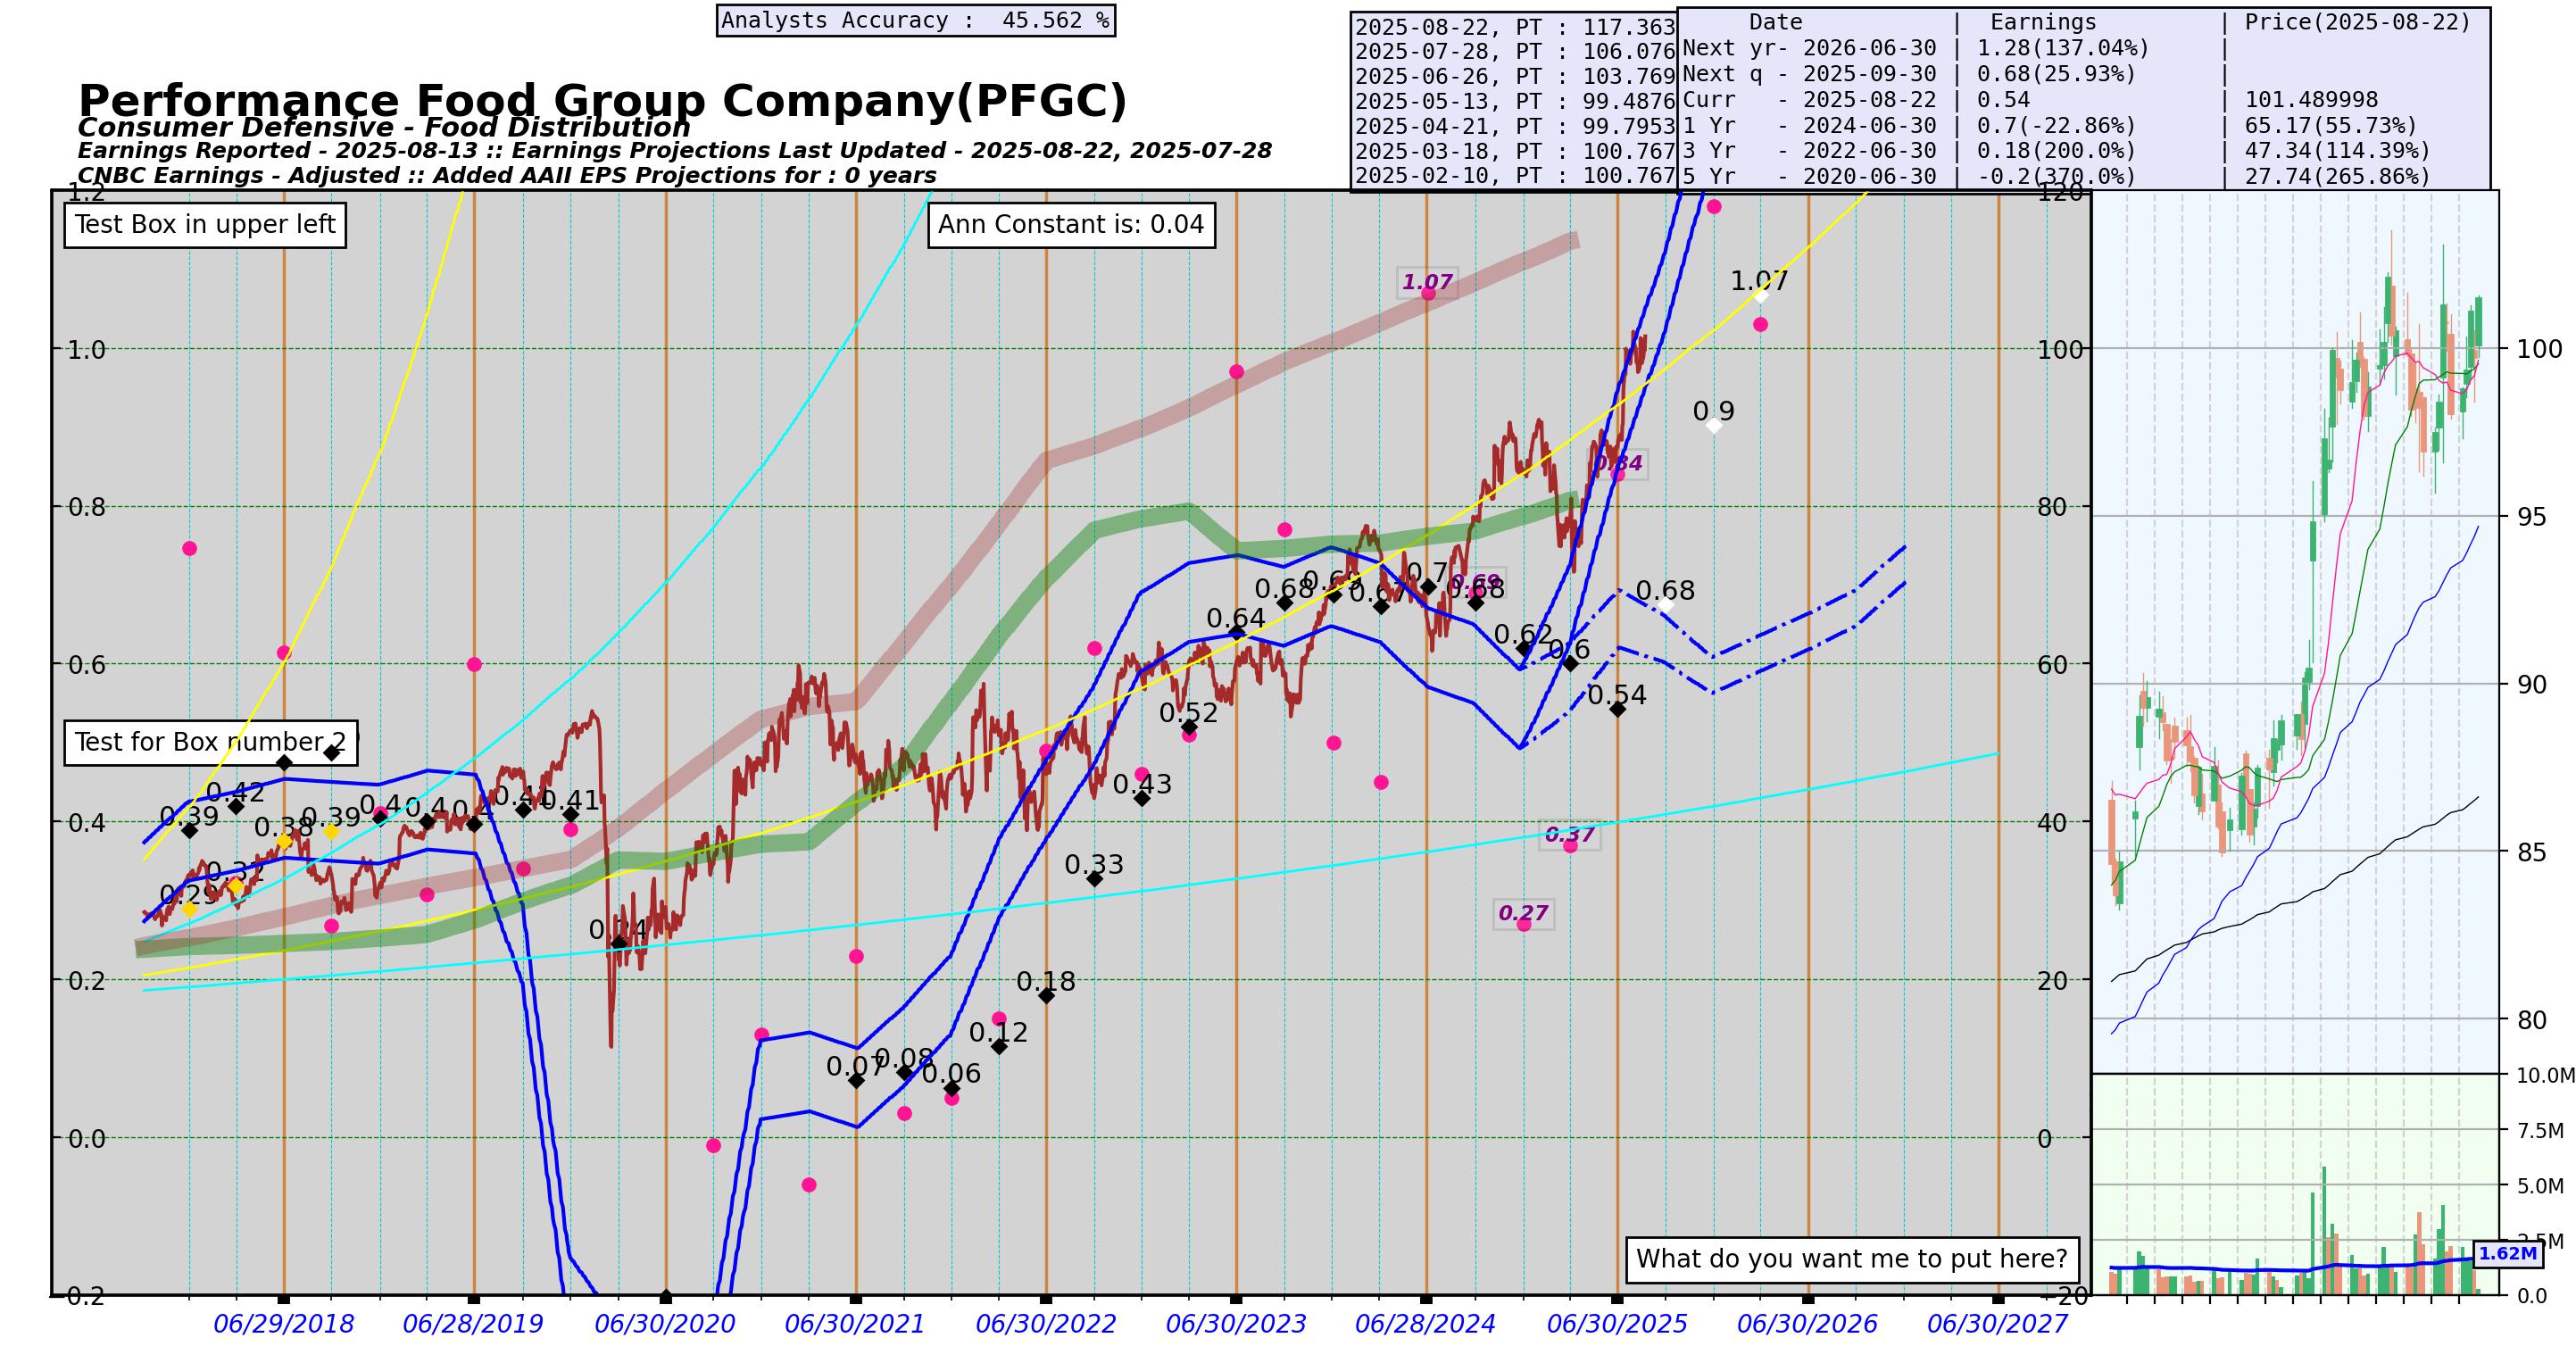 Analysts Accuracy :  45.562 %
2025-08-22, PT : 117.363
2025-07-28, PT : 106.076
2025-06-26, PT : 103.769
2025-05-13, PT : 99.4876
2025-04-21, PT : 99.7953
2025-03-18, PT : 100.767
2025-02-10, PT : 100.767
Date | Earnings | Price(2025-08-22)
Next yr- 2026-06-30 | 1.28(137.04%) |
Next q - 2025-09-30 | 0.68(25.93%) |
Curr - 2025-08-22 | 0.54 | 101.489998
1 Yr - 2024-06-30 | 0.7(-22.86%) | 65.17(55.73%)
3 Yr - 2022-06-30 | 0.18(200.0%) | 47.34(114.39%)
5 Yr - 2020-06-30 | -0.2(370.0%) | 27.74(265.86%)
Performance Food Group Company(PFGC)
Consumer Defensive - Food Distribution
Earnings Reported - 2025-08-13 :: Earnings Projections Last Updated - 2025-08-22, 2025-07-28
CNBC Earnings - Adjusted :: Added AAII EPS Projections for : 0 years
1.2
120
Test Box in upper left
Ann Constant is: 0.04
1.07
1.07
1.0
100
100
0.9
0.84
0.8
80
95
0.68
0.69
0.67
0.7
0.69
0.68
0.68
0.64
0.62
0.6
0.6
60
90
0.54
0.52
Test for Box number 2
0.42
0.39
0.38
0.39
0.4
0.4
0.4
0.41
0.41
0.43
0.4
40
85
0.37
0.32
0.33
0.29
0.27
0.24
0.2
20
80
0.18
0.12
0.07
0.08
0.06
10.0M
0.0
0
7.5M
5.0M
1.62M
What do you want me to put here?
−20
0.0
06/29/2018
06/28/2019
06/30/2020
06/30/2021
06/30/2022
06/30/2023
06/28/2024
06/30/2025
06/30/2026
06/30/2027